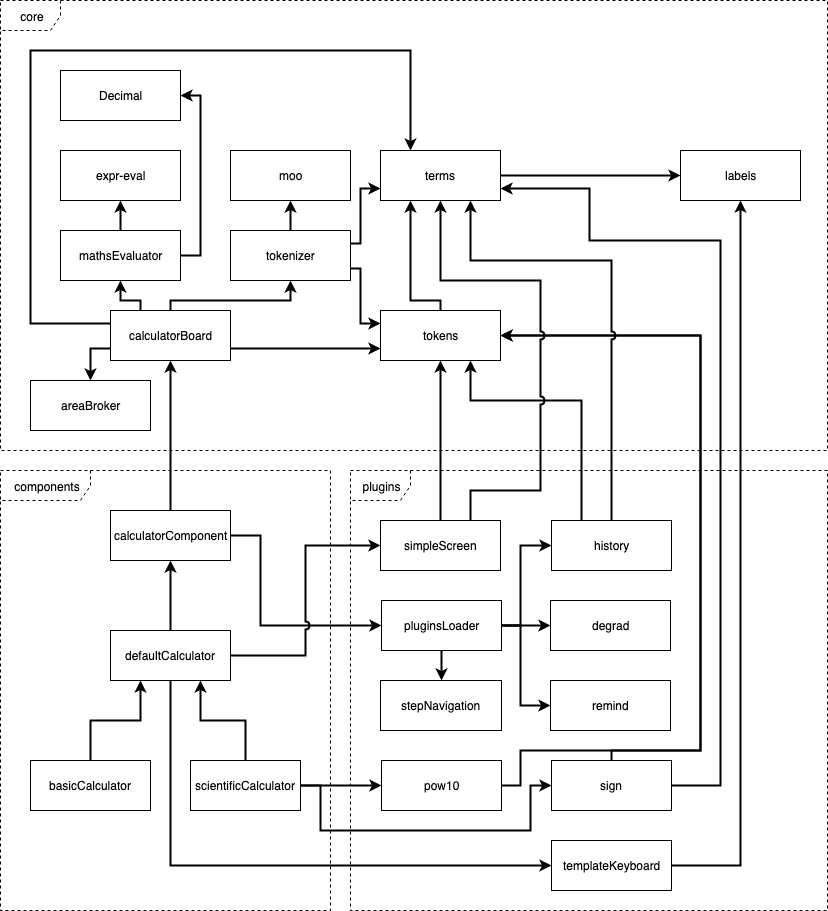 core
Decimal
expr-eval
moo
terms
labels
mathsEvaluator
tokenizer
calculatorBoard
tokens
areaBroker
components
plugins
calculatorComponent
simpleScreen
history
pluginsLoader
degrad
defaultCalculator
stepNavigation
remind
basicCalculator
scientificCalculator
pow10
sign
templateKeyboard